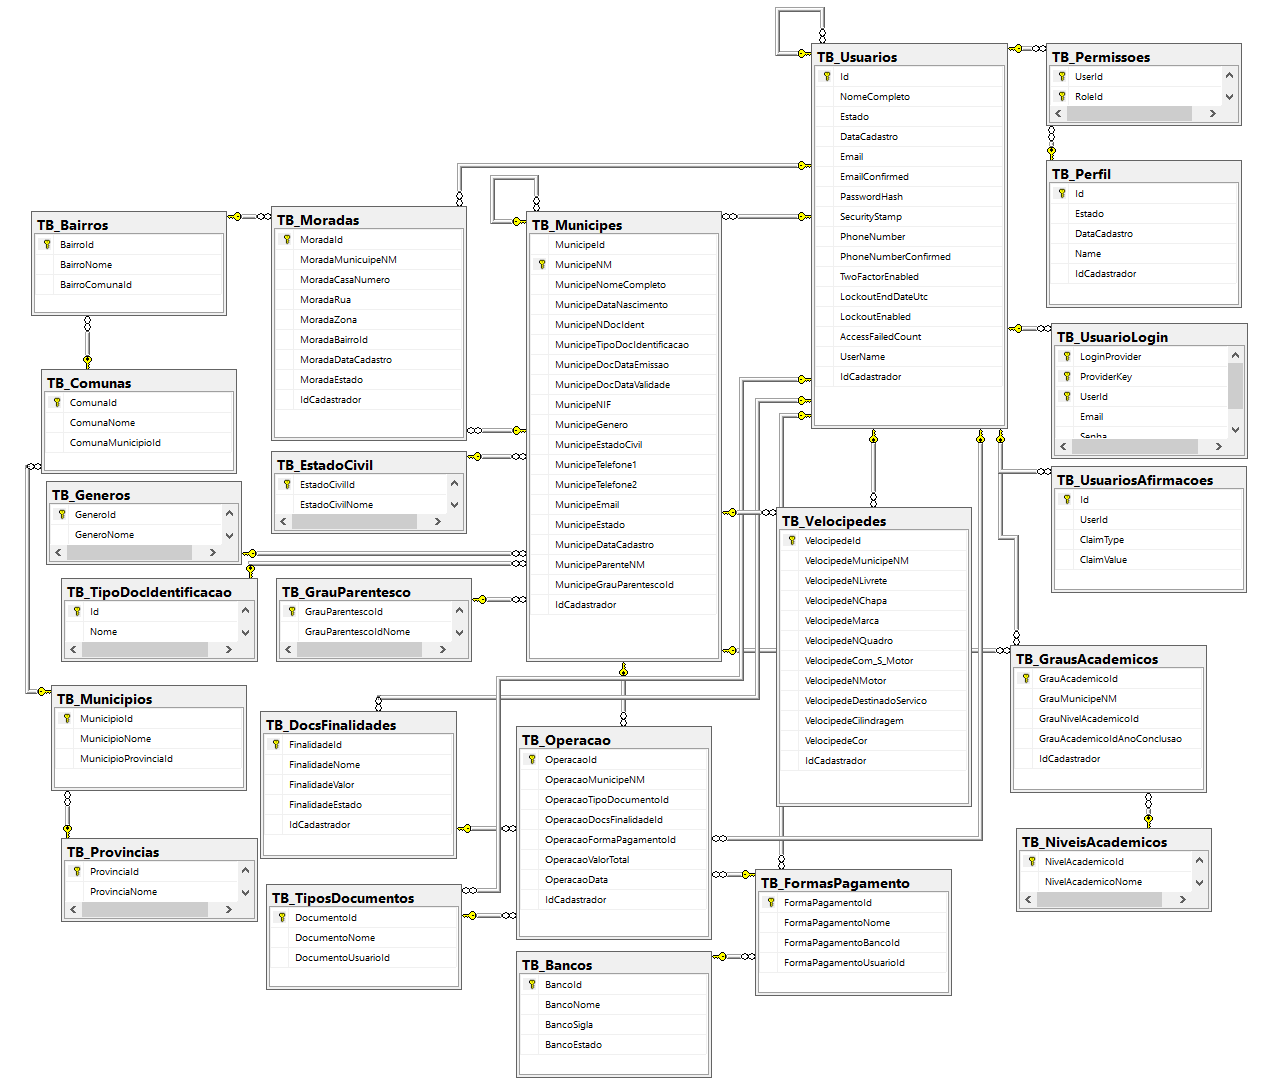 TB_Usuarios
Id
NomeCompleto
Estado
DataCadastro
Email
EmailConfirmed
PasswordHash
SecurityStamp
PhoneNumber
PhoneNumberConfirmed
TwoFactorEnabled
LockoutEndDateUtc
LockoutEnabled
AccessFailedCount
UserName
IdCadastrador
TB_Permissoes
UserId
RoleId
TB_Perfil
Id
Estado
DataCadastro
Name
IdCadastrador
TB_Bairros
BairroId
BairroNome
BairroComunaId
TB_Moradas
MoradaId
MoradaMunicuipeNM
MoradaCasaNumero
MoradaRua
MoradaZona
MoradaBairroId
MoradaDataCadastro
MoradaEstado
IdCadastrador
TB_Municipes
MunicipeId
MunicipeNM
MunicipeNomeCompleto
MunicipeDataNascimento
MunicipeNDocIdent
MunicipeTipoDocIdentificacao
MunicipeDocDataEmissao
MunicipeDocDataValidade
MunicipeNIF
MunicipeGenero
MunicipeEstadoCivil
MunicipeTelefone1
MunicipeTelefone2
MunicipeEmail
MunicipeEstado
MunicipeDataCadastro
MunicipeParenteNM
MunicipeGrauParentescoId
IdCadastrador
TB_UsuarioLogin
LoginProvider
ProviderKey
UserId
Email
Senha
TB_Comunas
ComunaId
ComunaNome
ComunaMunicipioId
TB_EstadoCivil
EstadoCivilId
EstadoCivilNome
TB_Generos
GeneroId
GeneroNome
TB_UsuariosAfirmacoes
Id
UserId
ClaimType
ClaimValue
TB_Velocipedes
VelocipedeId
VelocipedeMunicipeNM
VelocipedeNLivrete
VelocipedeNChapa
VelocipedeMarca
VelocipedeNQuadro
VelocipedeCom_S_Motor
VelocipedeNMotor
VelocipedeDestinadoServico
VelocipedeCilindragem
VelocipedeCor
IdCadastrador
TB_TipoDocIdentificacao
Id
Nome
TB_GrauParentesco
GrauParentescoId
GrauParentescoIdNome
TB_GrausAcademicos
GrauAcademicoId
GrauMunicipeNM
GrauNivelAcademicoId
GrauAcademicoIdAnoConclusao
IdCadastrador
TB_Municipios
MunicipioId
MunicipioNome
MunicipioProvinciaId
TB_DocsFinalidades
FinalidadeId
FinalidadeNome
FinalidadeValor
FinalidadeEstado
IdCadastrador
TB_Operacao
OperacaoId
OperacaoMunicipeNM
OperacaoTipoDocumentoId
OperacaoDocsFinalidadeId
OperacaoFormaPagamentoId
OperacaoValorTotal
OperacaoData
IdCadastrador
TB_NiveisAcademicos
NivelAcademicoId
NivelAcademicoNome
TB_Provincias
ProvinciaId
ProvinciaNome
TB_TiposDocumentos
DocumentoId
DocumentoNome
DocumentoUsuarioId
TB_FormasPagamento
FormaPagamentoId
FormaPagamentoNome
FormaPagamentoBancoId
FormaPagamentoUsuarioId
TB_Bancos
BancoId
BancoNome
BancoSigla
BancoEstado